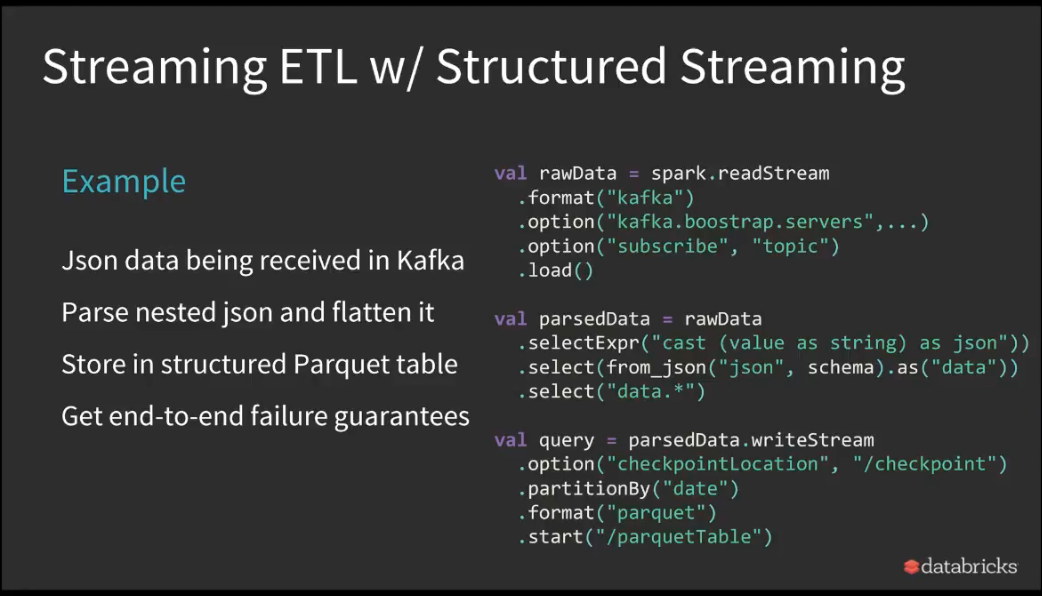 Streaming ETL w/ Structured Streaming
Example
Json data being received in Kafka
Parse nested json and flatten it
Store in structured Parquet table
Get end-to-end failure guarantees
val rawData = spark.readStream
.format("kafka")
.option("kafka.boostrap.servers",...)
.option("subscribe", "topic")
.load()
val parsedData = rawData
.selectExpr("cast (value as string) as json"))
.select(from_json("json", schema).as("data"))
.select("data.*")
val query = parsedData.writeStream
.option("checkpointLocation", "/checkpoint")
.partitionBy("date")
.format("parquet")
.start("/parquetTable")
databricks